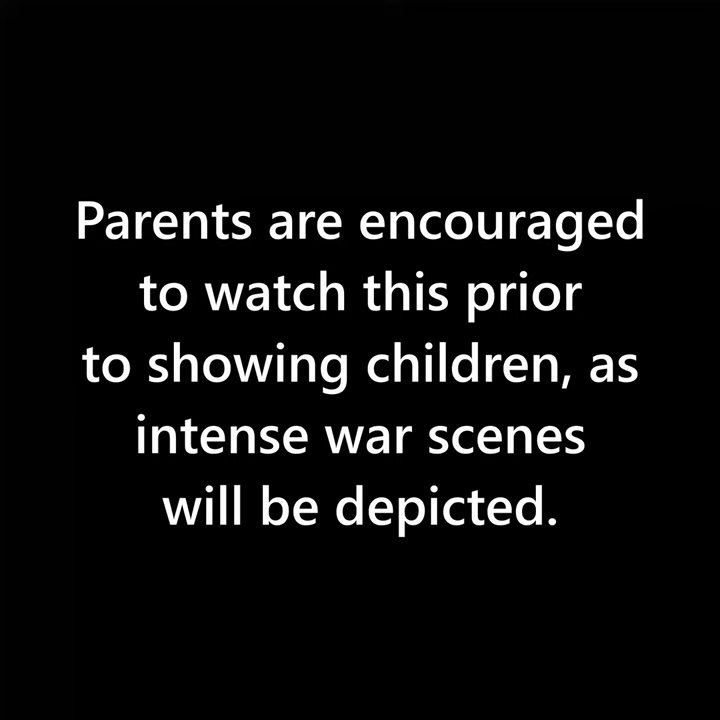 Parents are encouraged
to watch this prior
to showing children, as
intense war scenes
will be depicted.